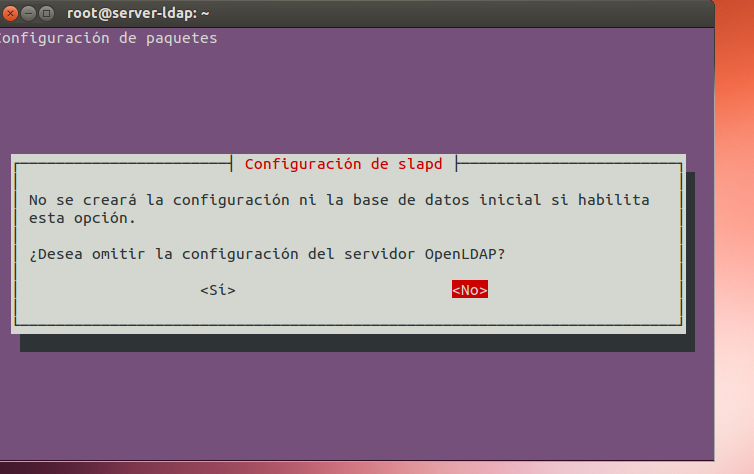 root@server-ldap: ~
Configuración de paquetes
Configuración de slapd
No se creará la configuración ni la base de datos inicial si habilita
esta opción.
¿Desea omitir la configuración del servidor OpenLDAP?
<Sí> <No>